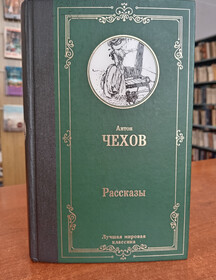 Антон
ЧЕХОВ
Рассказы
Лучшая мировая
классика